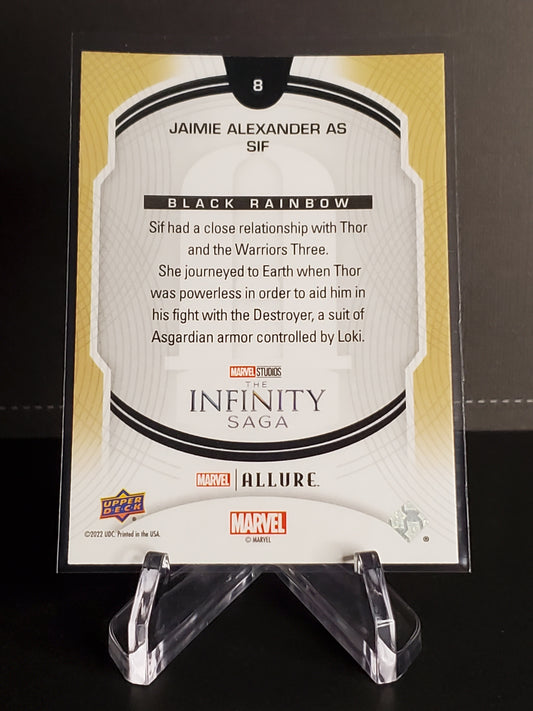 8
JAIMIE ALEXANDER AS
SIF
BLACK RAINBOW
Sif had a close relationship with Thor
and the Warriors Three.
She journeyed to Earth when Thor
was powerless in order to aid him in
his fight with the Destroyer, a suit of
Asgardian armor controlled by Loki.
MARVEL STUDIOS
THE
INFINITY
SAGA
MARVEL | ALLURE™
UPPER
DECK
®
©2022 UDC. Printed in the USA.
MARVEL
© MARVEL
®